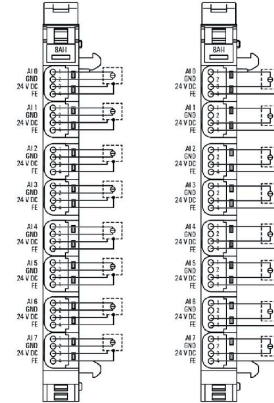 8AI-I
AI 0
GND
24 V DC
FE
AI 1
GND
24 V DC
FE
AI 2
GND
24 V DC
FE
AI 3
GND
24 V DC
FE
AI 4
GND
24 V DC
FE
AI 5
GND
24 V DC
FE
AI 6
GND
24 V DC
FE
AI 7
GND
24 V DC
FE
8AI-I
AI 0
GND
24 V DC
FE
AI 1
GND
24 V DC
FE
AI 2
GND
24 V DC
FE
AI 3
GND
24 V DC
FE
AI 4
GND
24 V DC
FE
AI 5
GND
24 V DC
FE
AI 6
GND
24 V DC
FE
AI 7
GND
24 V DC
FE